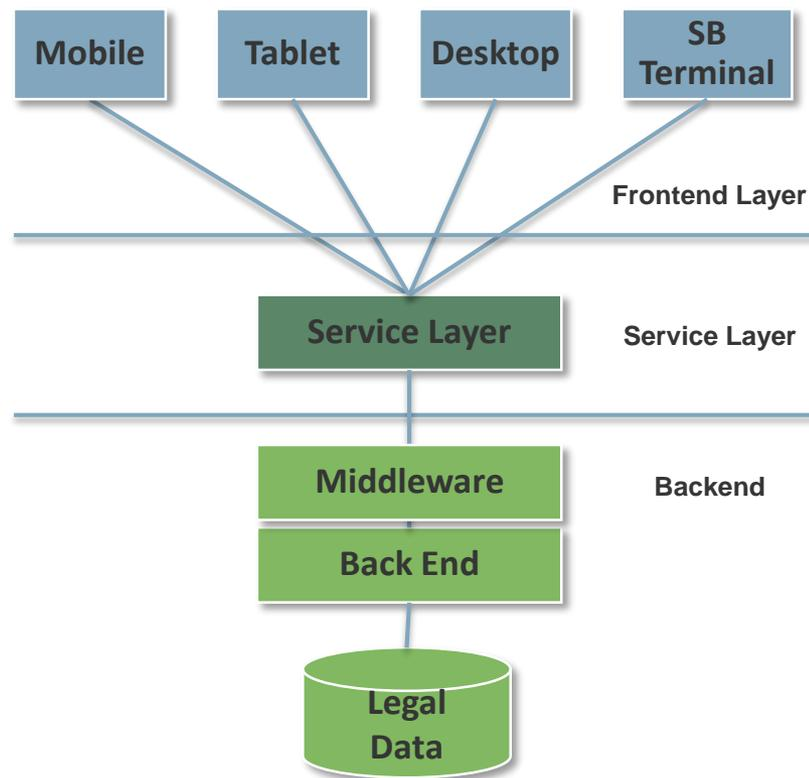 Mobile
Tablet
Desktop
SB
Terminal
Frontend Layer
Service Layer
Service Layer
Middleware
Backend
Back End
Legal
Data